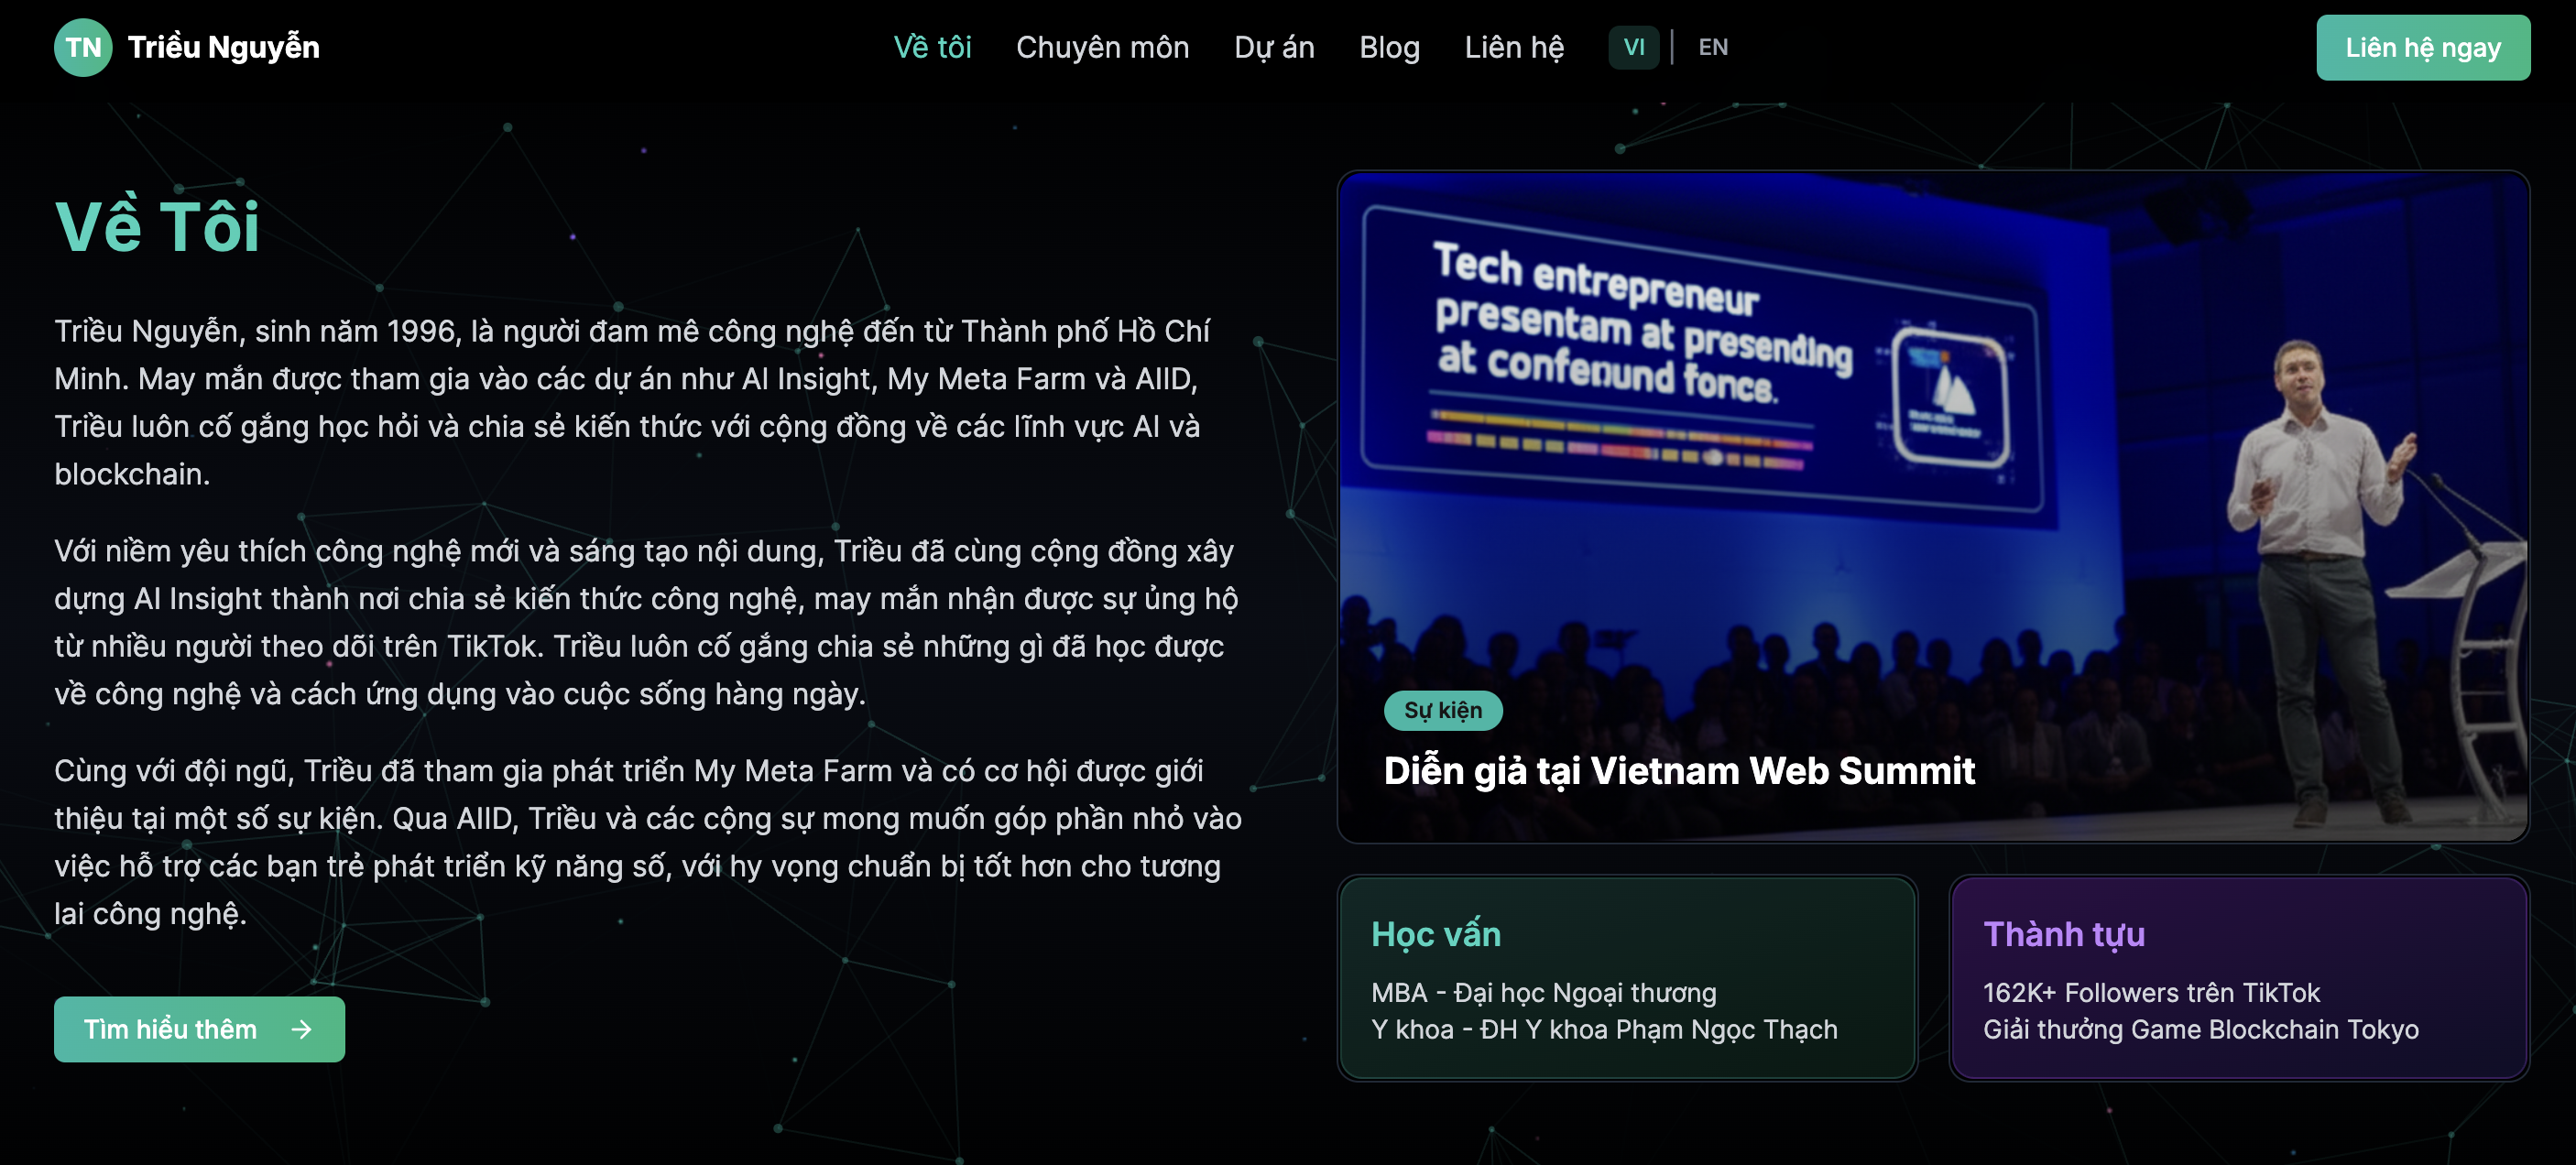 TN Triều Nguyễn
Về tôi
Chuyên môn
Dự án
Blog
Liên hệ
VI | EN
Liên hệ ngay
Về Tôi
Triều Nguyễn, sinh năm 1996, là người đam mê công nghệ đến từ Thành phố Hồ Chí
Minh. May mắn được tham gia vào các dự án như AI Insight, My Meta Farm và AIID,
Triều luôn cố gắng học hỏi và chia sẻ kiến thức với cộng đồng về các lĩnh vực AI và
blockchain.
Với niềm yêu thích công nghệ mới và sáng tạo nội dung, Triều đã cùng cộng đồng xây
dựng AI Insight thành nơi chia sẻ kiến thức công nghệ, may mắn nhận được sự ủng hộ
từ nhiều người theo dõi trên TikTok. Triều luôn cố gắng chia sẻ những gì đã học được
về công nghệ và cách ứng dụng vào cuộc sống hàng ngày.
Cùng với đội ngũ, Triều đã tham gia phát triển My Meta Farm và có cơ hội được giới
thiệu tại một số sự kiện. Qua AIID, Triều và các cộng sự mong muốn góp phần nhỏ vào
việc hỗ trợ các bạn trẻ phát triển kỹ năng số, với hy vọng chuẩn bị tốt hơn cho tương
lai công nghệ.
Tìm hiểu thêm →
Tech entrepreneur
presentam at presending
at confenund fonce.
Sự kiện
Diễn giả tại Vietnam Web Summit
Học vấn
MBA - Đại học Ngoại thương
Y khoa - ĐH Y khoa Phạm Ngọc Thạch
Thành tựu
162K+ Followers trên TikTok
Giải thưởng Game Blockchain Tokyo